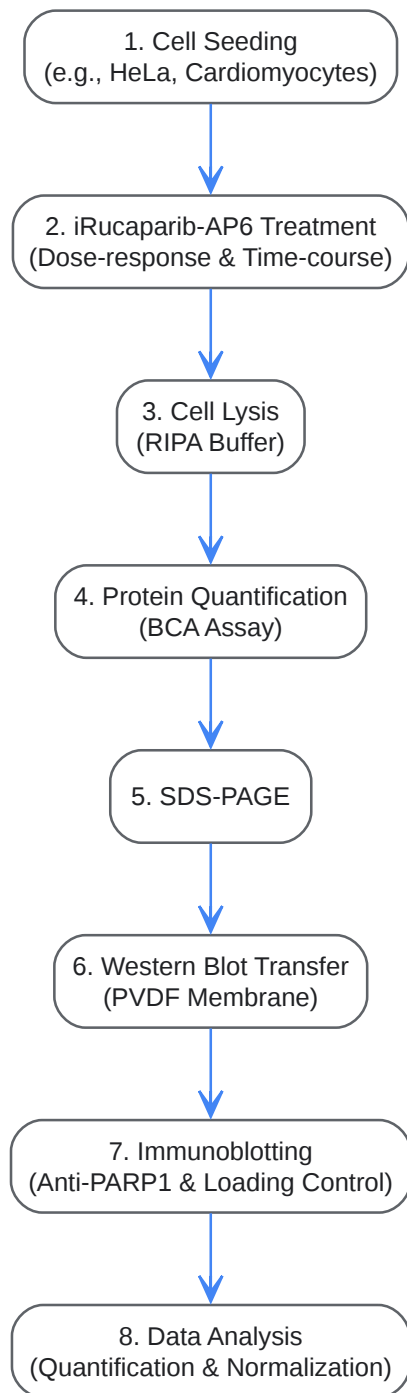 1. Cell Seeding
(e.g., HeLa, Cardiomyocytes)
2. iRucaparib-AP6 Treatment
(Dose-response & Time-course)
3. Cell Lysis
(RIPA Buffer)
4. Protein Quantification
(BCA Assay)
5. SDS-PAGE
6. Western Blot Transfer
(PVDF Membrane)
7. Immunoblotting
(Anti-PARP1 & Loading Control)
8. Data Analysis
(Quantification & Normalization)